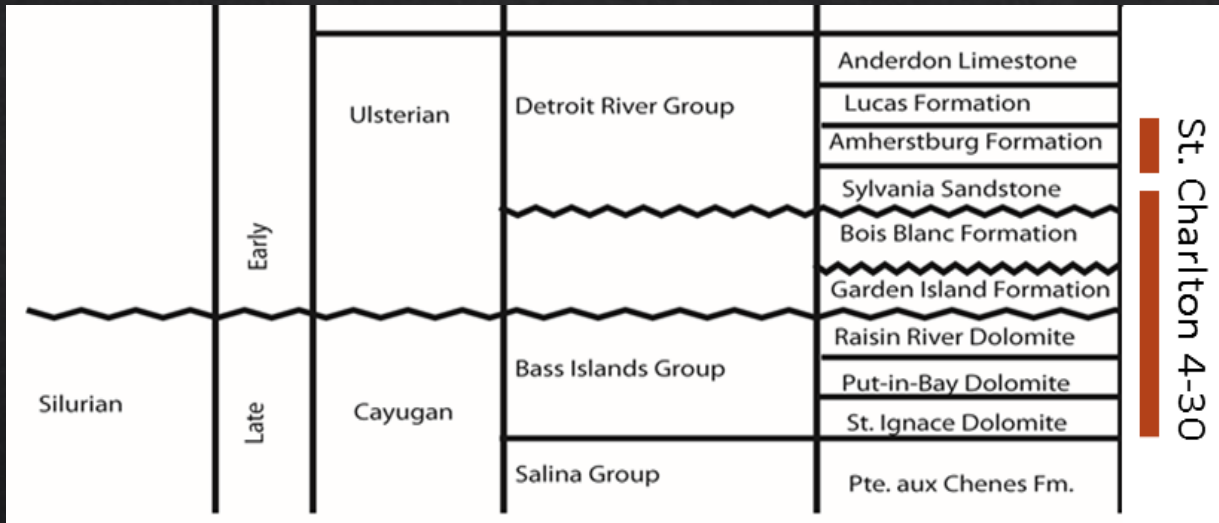 Anderdon Limestone
Ulsterian
Detroit River Group
Lucas Formation
Amherstburg Formation
Sylvania Sandstone
Early
Bois Blanc Formation
Garden Island Formation
Raisin River Dolomite
Silurian
Late
Cayugan
Bass Islands Group
Put-in-Bay Dolomite
St. Ignace Dolomite
Salina Group
Pte. aux Chenes Fm.
St. Charlton 4-30